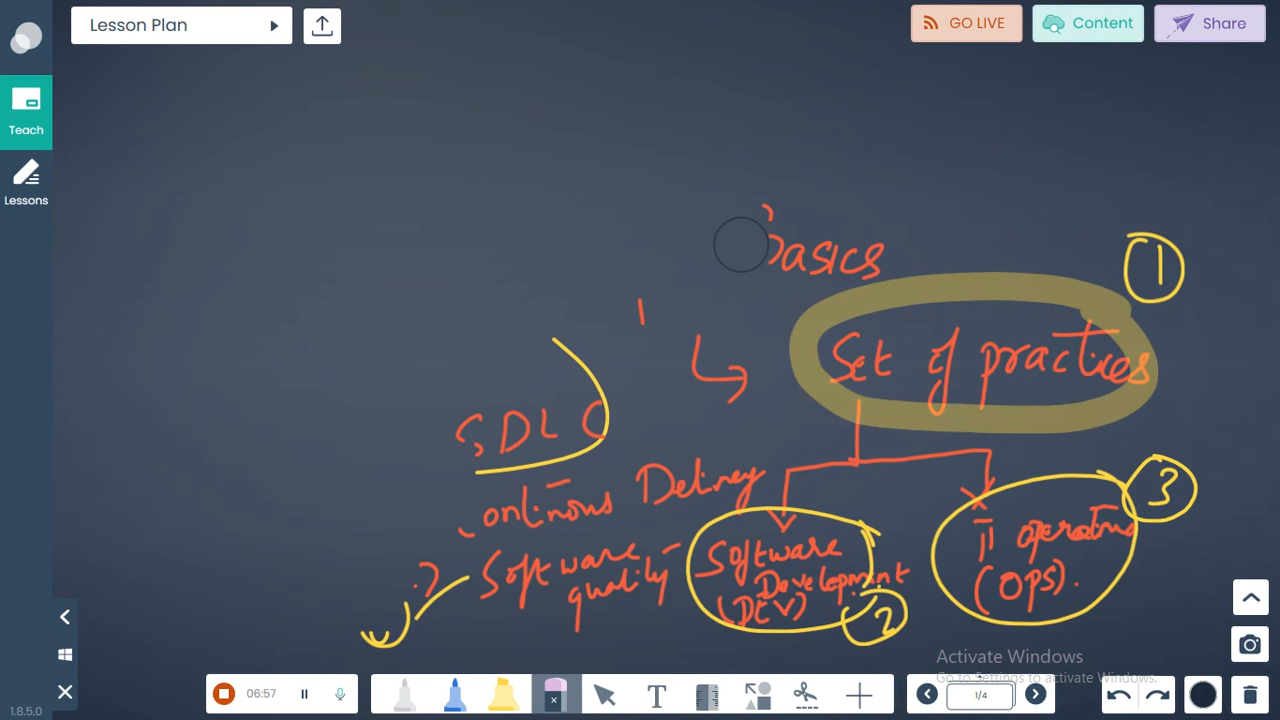 Lesson Plan
GO LIVE
Content
Share
Teach
Lessons
asics
1
Set of practices
SDLC
ontinous Delivery
3
Software
quality
Software
Development
(Dev)
2
IT operations
(OPS).
Activate Windows
Go to Settings to activate Windows.
06:57
T
1/4
1.8.5.0